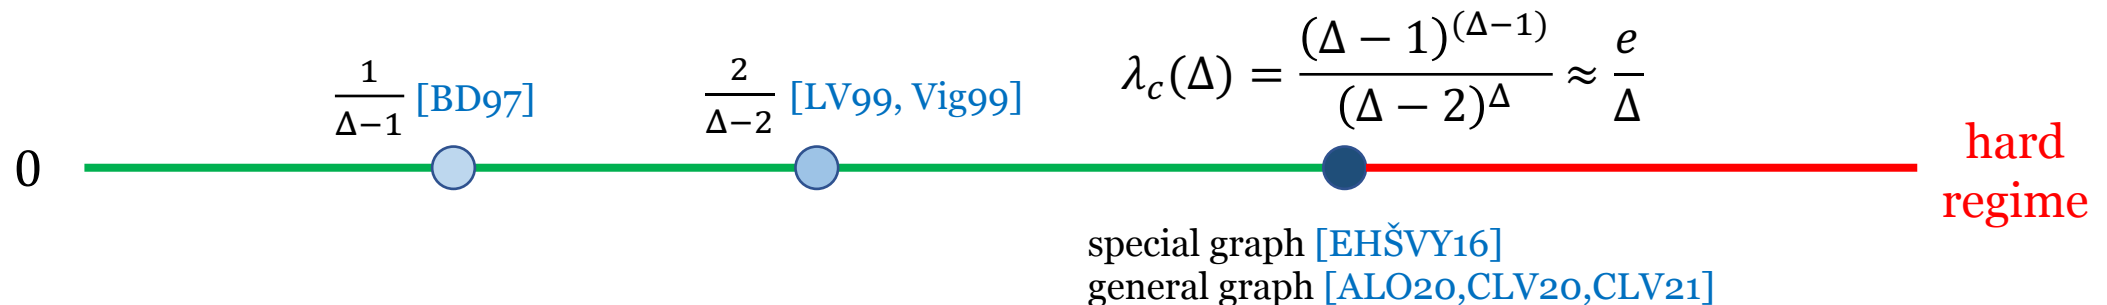 0
1/(Δ−1) [BD97]
2/(Δ−2) [LV99, Vig99]
λ_c(Δ) = (Δ − 1)^(Δ−1) / (Δ − 2)^Δ ≈ e/Δ
hard
regime
special graph [EHŠVY16]
general graph [ALO20,CLV20,CLV21]